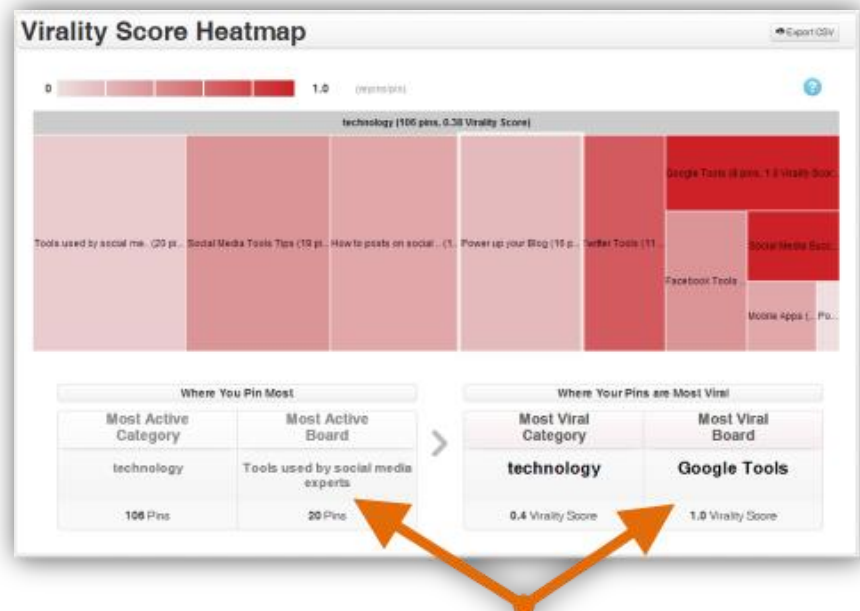 Virality Score Heatmap
Export CSV
0
1.0 (repins/pin)
?
technology (106 pins, 0.38 Virality Score)
Google Tools (8 pins, 1.0 Virality Scor...
Tools used by social me.. (20 pi... Social Media Tools Tips (19 pi... How to posts on social .. (1... Power up your Blog (16 p... Twitter Tools (11 ...
Social Media Succ...
Facebook Tools ...
Mobile Apps (... Po...
Where You Pin Most
Where Your Pins are Most Viral
Most Active Category
Most Active Board
Most Viral Category
Most Viral Board
technology
Tools used by social media experts
technology
Google Tools
106 Pins
20 Pins
0.4 Virality Score
1.0 Virality Score